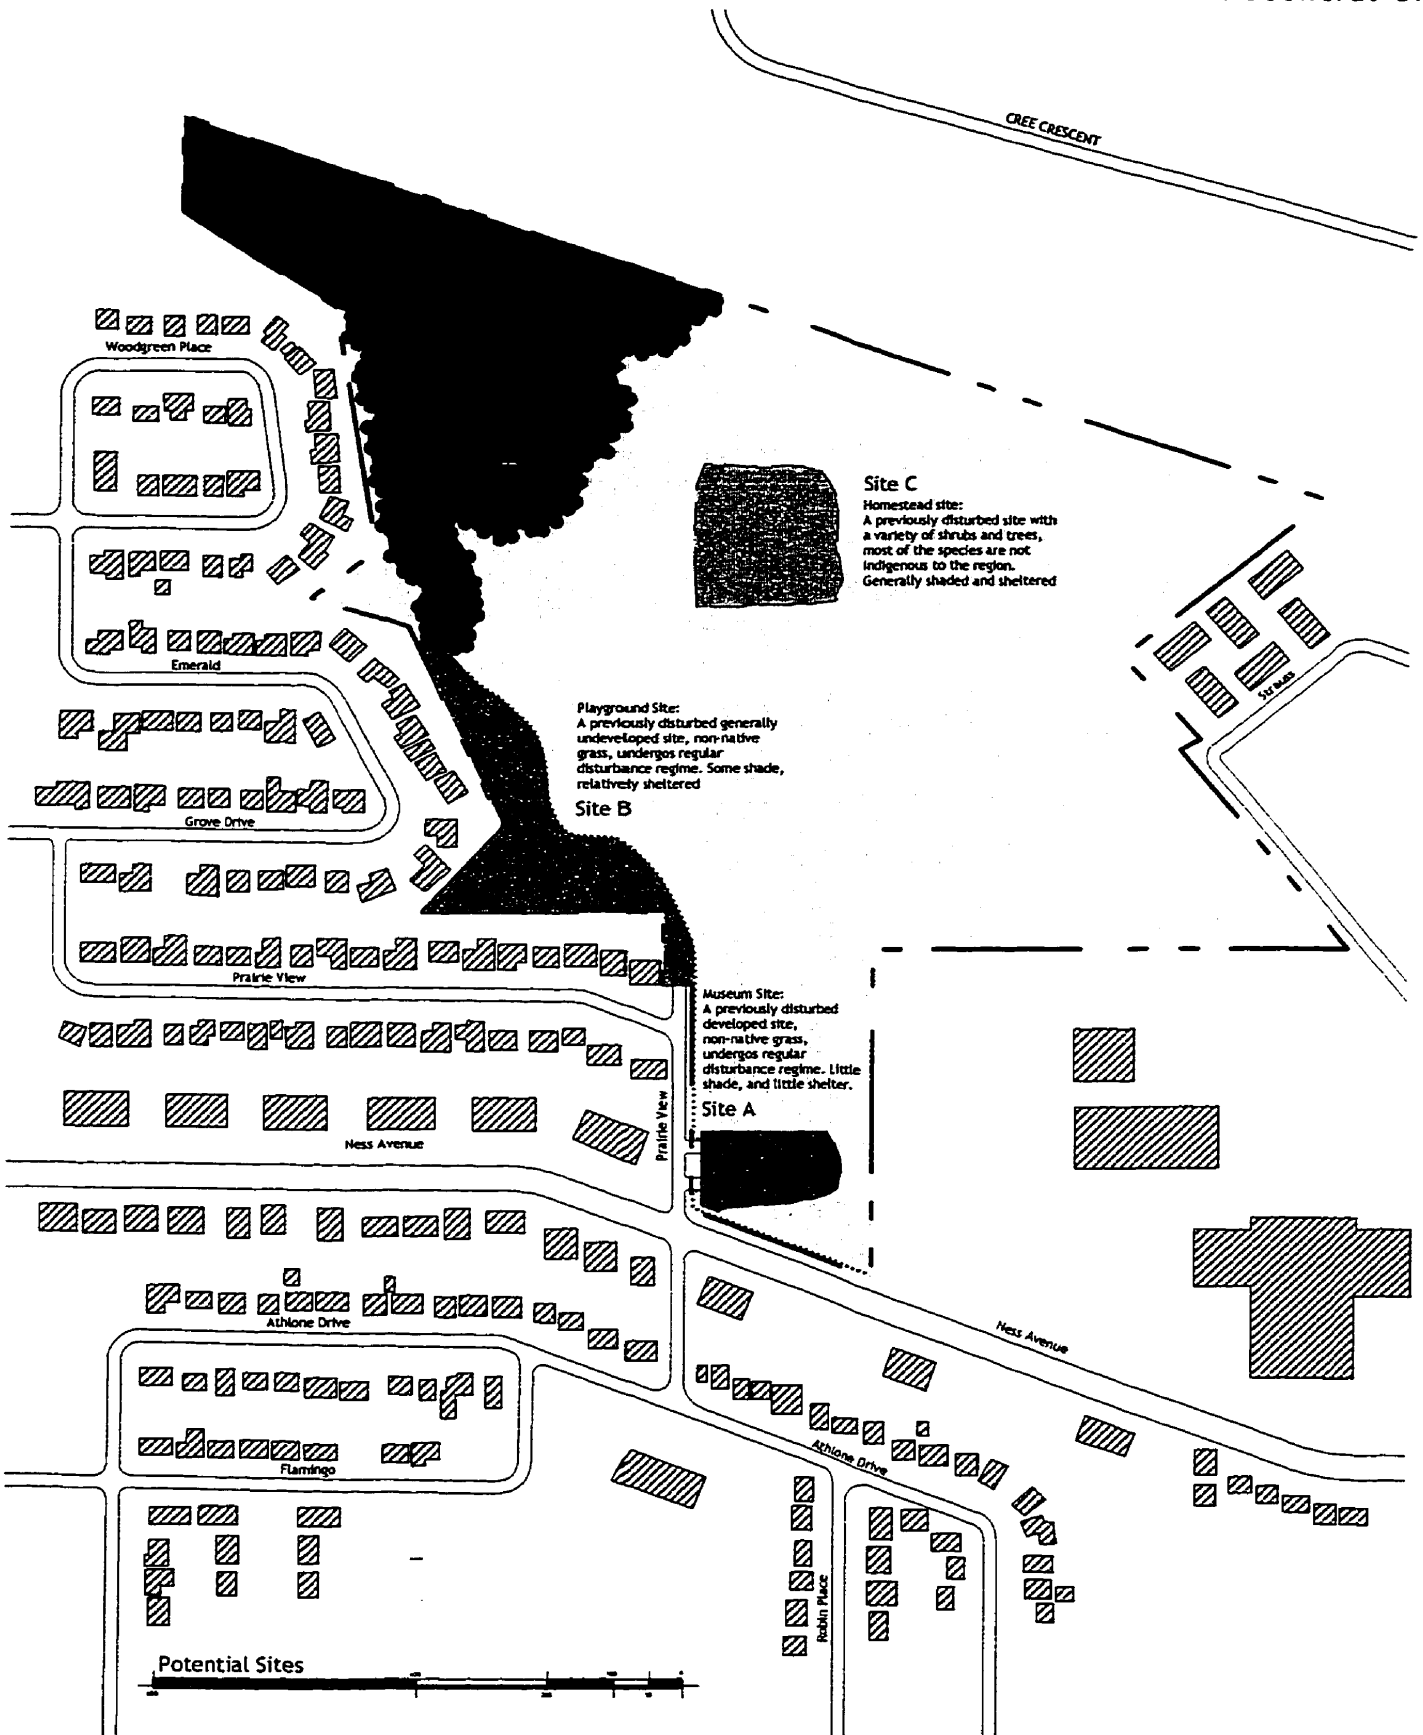 CREE CRESCENT
Woodgreen Place
Site C
Homestead site:
A previously disturbed site with
a variety of shrubs and trees,
most of the species are not
indigenous to the region.
Generally shaded and sheltered
Emerald
Strauss
Playground Site:
A previously disturbed generally
undeveloped site, non-native
grass, undergos regular
disturbance regime. Some shade,
relatively sheltered
Site B
Grove Drive
Prairie View
Museum Site:
A previously disturbed
developed site,
non-native grass,
undergos regular
disturbance regime. Little
shade, and little shelter.
Site A
Prairie View
Ness Avenue
Athlone Drive
Ness Avenue
Athlone Drive
Flamingo
Robin Place
Potential Sites